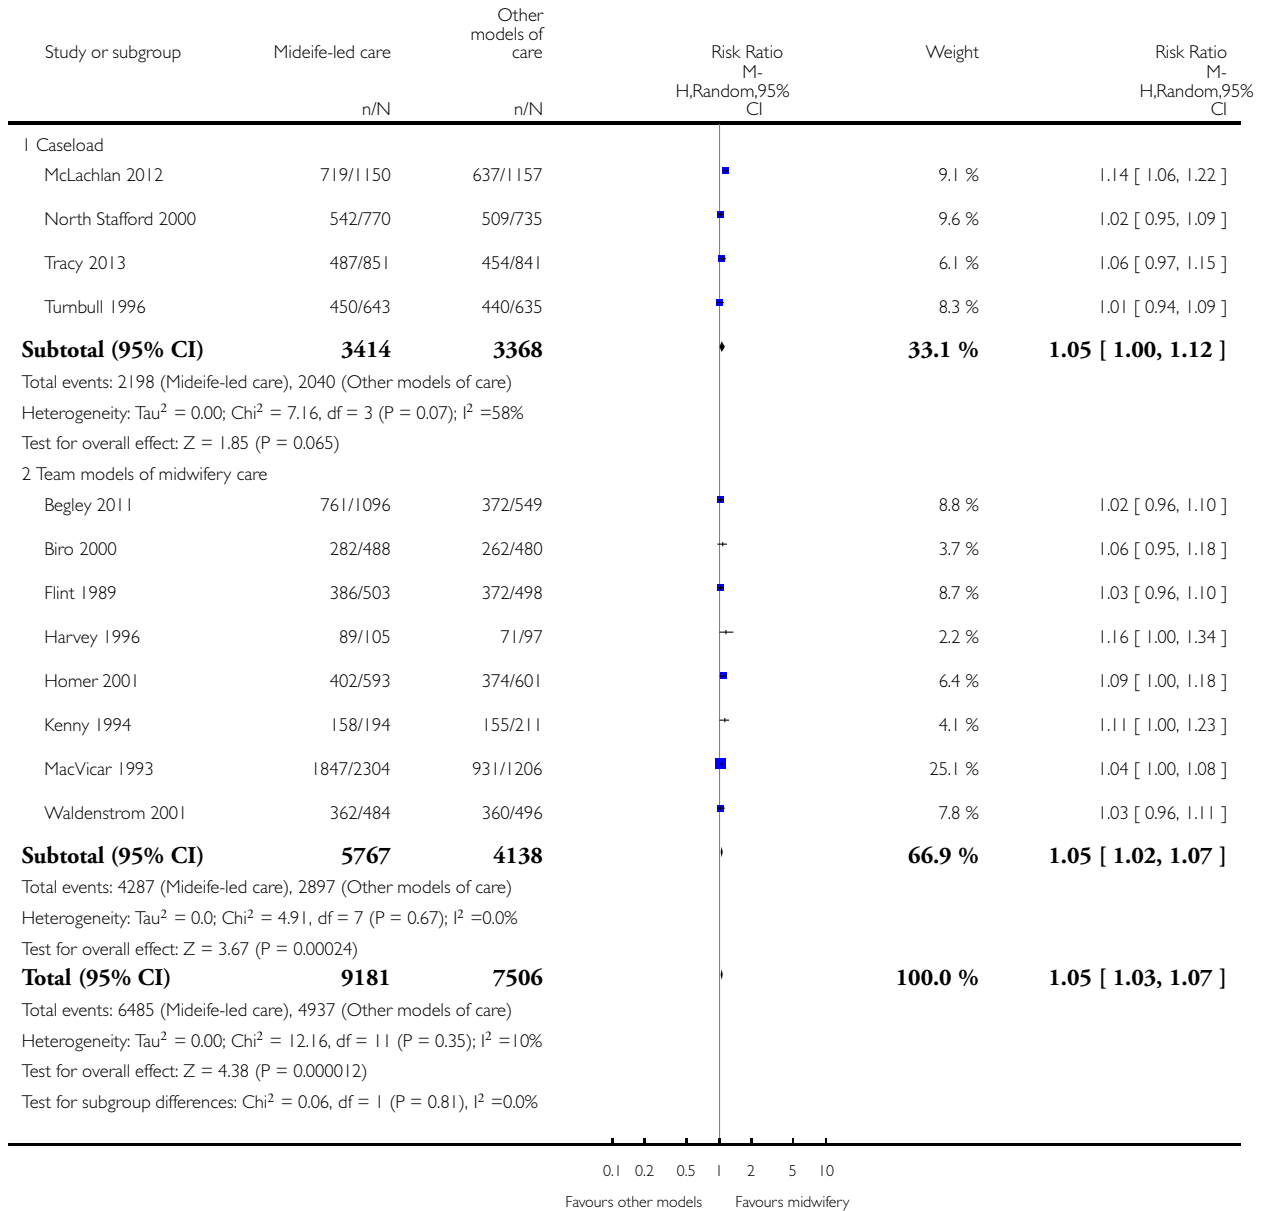 Study or subgroup Mideife-led care Other models of care Risk Ratio Weight Risk Ratio
M-H,Random,95% CI M-H,Random,95% CI
n/N n/N
1 Caseload
McLachlan 2012 719/1150 637/1157 9.1 % 1.14 [ 1.06, 1.22 ]
North Stafford 2000 542/770 509/735 9.6 % 1.02 [ 0.95, 1.09 ]
Tracy 2013 487/851 454/841 6.1 % 1.06 [ 0.97, 1.15 ]
Turnbull 1996 450/643 440/635 8.3 % 1.01 [ 0.94, 1.09 ]
Subtotal (95% CI) 3414 3368 33.1 % 1.05 [ 1.00, 1.12 ]
Total events: 2198 (Mideife-led care), 2040 (Other models of care)
Heterogeneity: Tau² = 0.00; Chi² = 7.16, df = 3 (P = 0.07); I² =58%
Test for overall effect: Z = 1.85 (P = 0.065)
2 Team models of midwifery care
Begley 2011 761/1096 372/549 8.8 % 1.02 [ 0.96, 1.10 ]
Biro 2000 282/488 262/480 3.7 % 1.06 [ 0.95, 1.18 ]
Flint 1989 386/503 372/498 8.7 % 1.03 [ 0.96, 1.10 ]
Harvey 1996 89/105 71/97 2.2 % 1.16 [ 1.00, 1.34 ]
Homer 2001 402/593 374/601 6.4 % 1.09 [ 1.00, 1.18 ]
Kenny 1994 158/194 155/211 4.1 % 1.11 [ 1.00, 1.23 ]
MacVicar 1993 1847/2304 931/1206 25.1 % 1.04 [ 1.00, 1.08 ]
Waldenstrom 2001 362/484 360/496 7.8 % 1.03 [ 0.96, 1.11 ]
Subtotal (95% CI) 5767 4138 66.9 % 1.05 [ 1.02, 1.07 ]
Total events: 4287 (Mideife-led care), 2897 (Other models of care)
Heterogeneity: Tau² = 0.0; Chi² = 4.91, df = 7 (P = 0.67); I² =0.0%
Test for overall effect: Z = 3.67 (P = 0.00024)
Total (95% CI) 9181 7506 100.0 % 1.05 [ 1.03, 1.07 ]
Total events: 6485 (Mideife-led care), 4937 (Other models of care)
Heterogeneity: Tau² = 0.00; Chi² = 12.16, df = 11 (P = 0.35); I² =10%
Test for overall effect: Z = 4.38 (P = 0.000012)
Test for subgroup differences: Chi² = 0.06, df = 1 (P = 0.81), I² =0.0%
0.1 0.2 0.5 1 2 5 10
Favours other models Favours midwifery